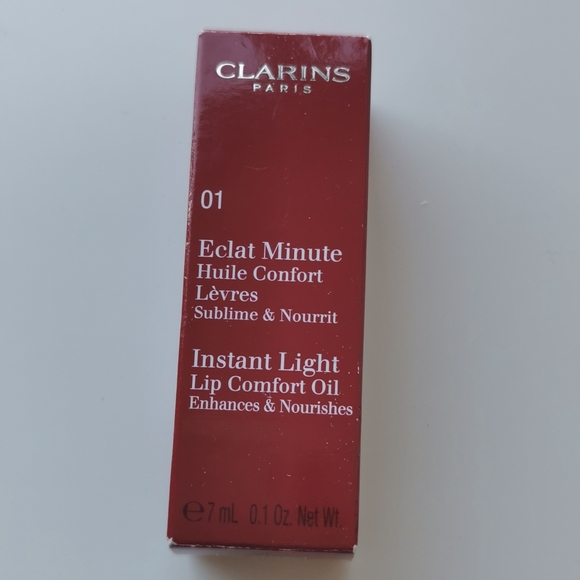 CLARINS
PARIS
01
Eclat Minute
Huile Confort
Lèvres
Sublime & Nourrit
Instant Light
Lip Comfort Oil
Enhances & Nourishes
℮7 mL 0.1 Oz. Net Wt.